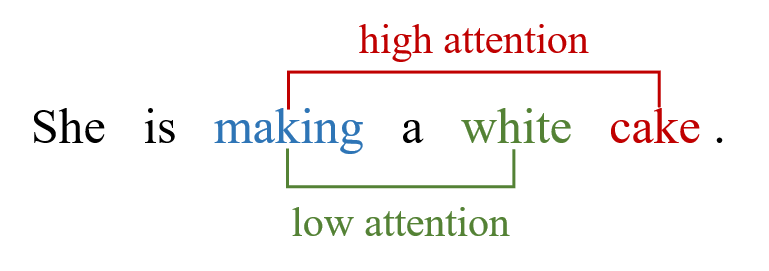 high attention
She is making a white cake .
low attention